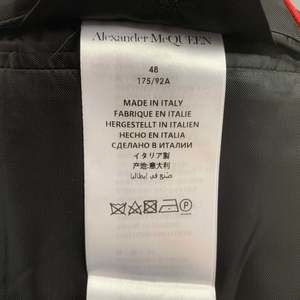 Alexander McQUEEN
48
175/92A
MADE IN ITALY
FABRIQUE EN ITALIE
HERGESTELLT IN ITALIEN
HECHO EN ITALIA
СДЕЛАНО В ИТАЛИИ
イタリア製
产地:意大利
صنع في إيطاليا